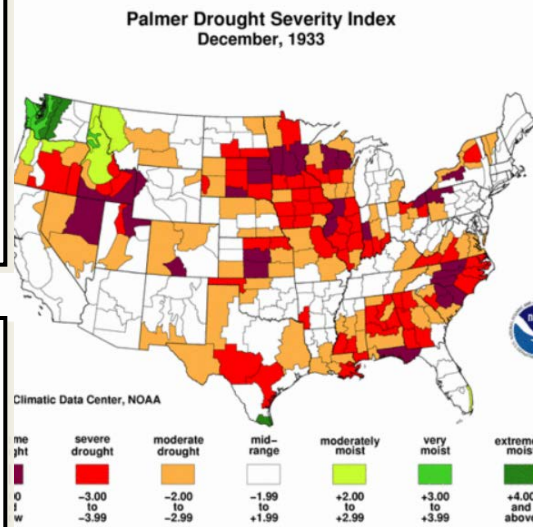 Palmer Drought Severity Index
December, 1933
Climatic Data Center, NOAA
severe drought
moderate drought
mid-range
moderately moist
very moist
−3.00 to −3.99
−2.00 to −2.99
−1.99 to +1.99
+2.00 to +2.99
+3.00 to +3.99
+4.00 and